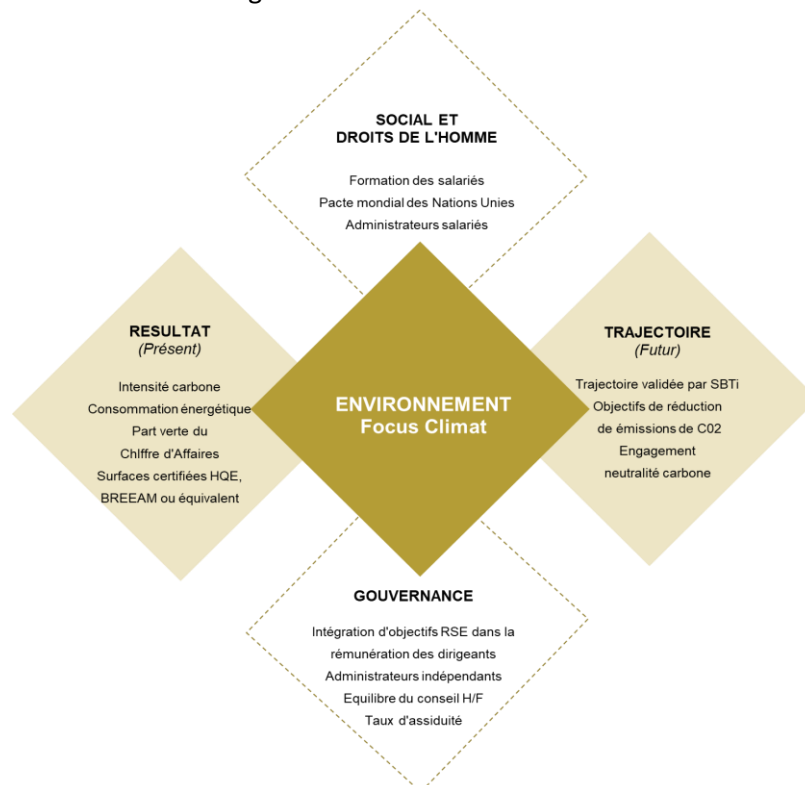 SOCIAL ET
DROITS DE L'HOMME
Formation des salariés
Pacte mondial des Nations Unies
Administrateurs salariés
RESULTAT
(Présent)
Intensité carbone
Consommation énergétique
Part verte du
ChIffre d'Affaires
Surfaces certifiées HQE,
BREEAM ou équivalent
ENVIRONNEMENT
Focus Climat
TRAJECTOIRE
(Futur)
Trajectoire validée par SBTi
Objectifs de réduction
de émissions de C02
Engagement
neutralité carbone
GOUVERNANCE
Intégration d'objectifs RSE dans la
rémunération des dirigeants
Administrateurs indépendants
Equilibre du conseil H/F
Taux d'assiduité